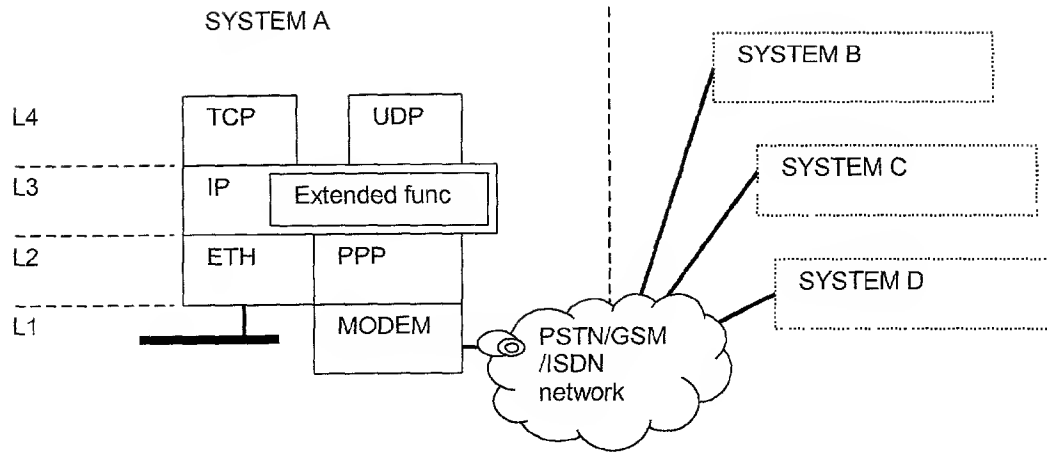 SYSTEM A
SYSTEM B
L4
TCP
UDP
SYSTEM C
L3
IP
Extended func
L2
ETH
PPP
SYSTEM D
L1
MODEM
PSTN/GSM
/ISDN
network